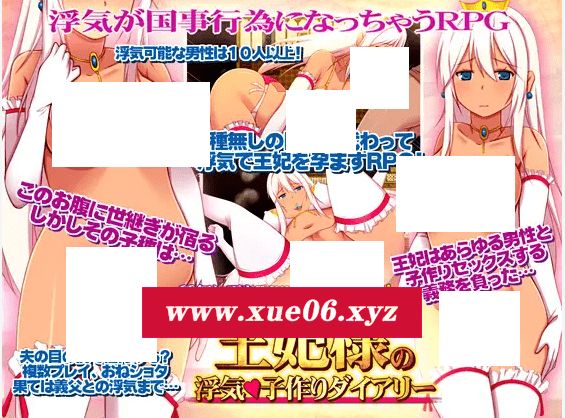 浮気が国事行為になっちゃうRPG
浮気可能な男性は10人以上!
種無しの わって
浮気で王妃を孕ますRPG!
このお腹に世継ぎが宿る
しかしその子種は…
王妃はあらゆる男性と
子作りセックスする
義務を負った…
www.xue06.xyz
夫の目の
複数プレイ、おねショタ
果ては義父との浮気まで…
王妃様の
浮気♥子作りダイアリー